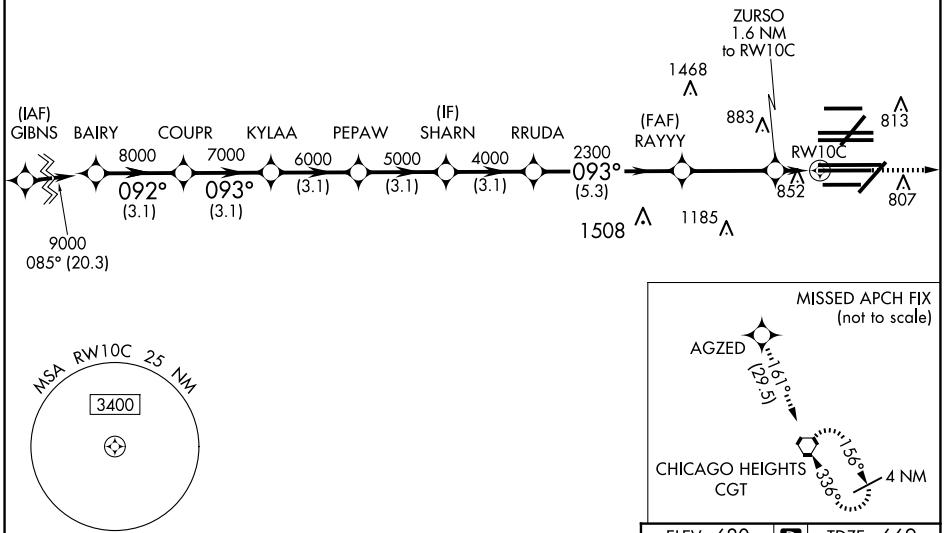 ZURSO
1.6 NM
to RW10C
1468
(IAF)
GIBNS
BAIRY
COUPR
KYLAA
PEPAW
(IF)
SHARN
RRUDA
(FAF)
RAYYY
883
813
RW10C
8000
092°
(3.1)
7000
093°
(3.1)
6000
(3.1)
5000
(3.1)
4000
(3.1)
2300
093°
(5.3)
852
807
9000
085° (20.3)
1508
1185
MSA RW10C 25 NM
3400
MISSED APCH FIX
(not to scale)
AGZED
161°
(29.5)
CHICAGO HEIGHTS
CGT
156°
336°
4 NM